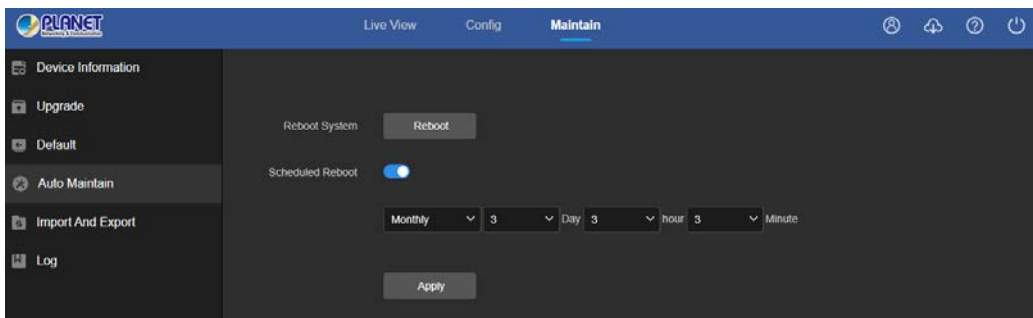 PLANET
Live View Config Maintain
Device Information
Upgrade
Default
Auto Maintain
Import And Export
Log
Reboot System Reboot
Scheduled Reboot
Monthly 3 Day 3 hour 3 Minute
Apply